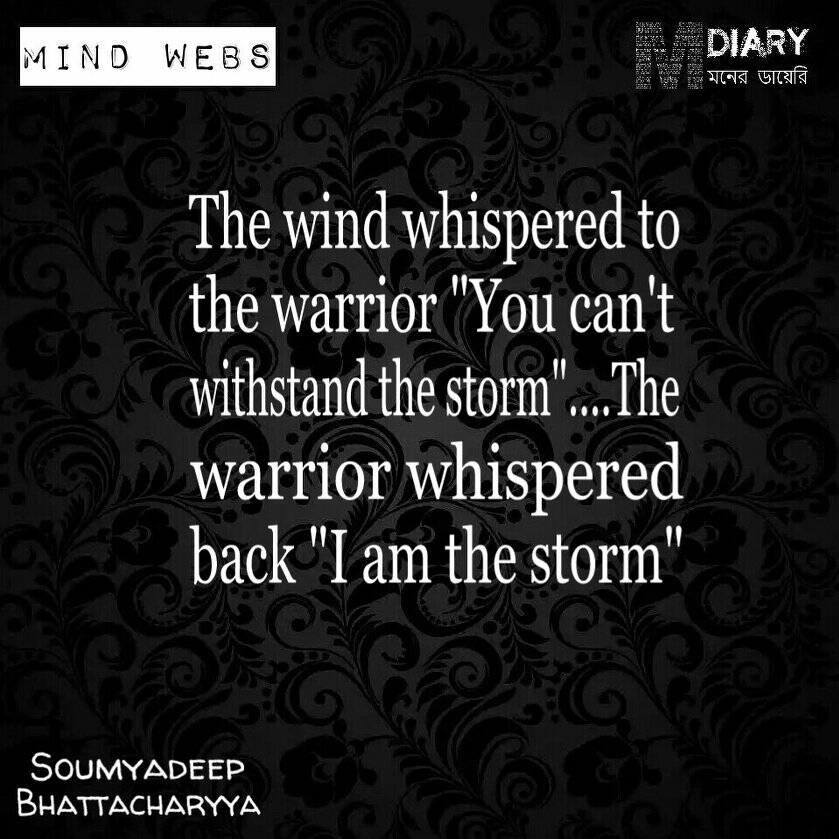 MIND WEBS
M DIARY
মনের ডায়েরি
The wind whispered to
the warrior "You can't
withstand the storm"....The
warrior whispered
back "I am the storm"
SOUMYADEEP
BHATTACHARYYA